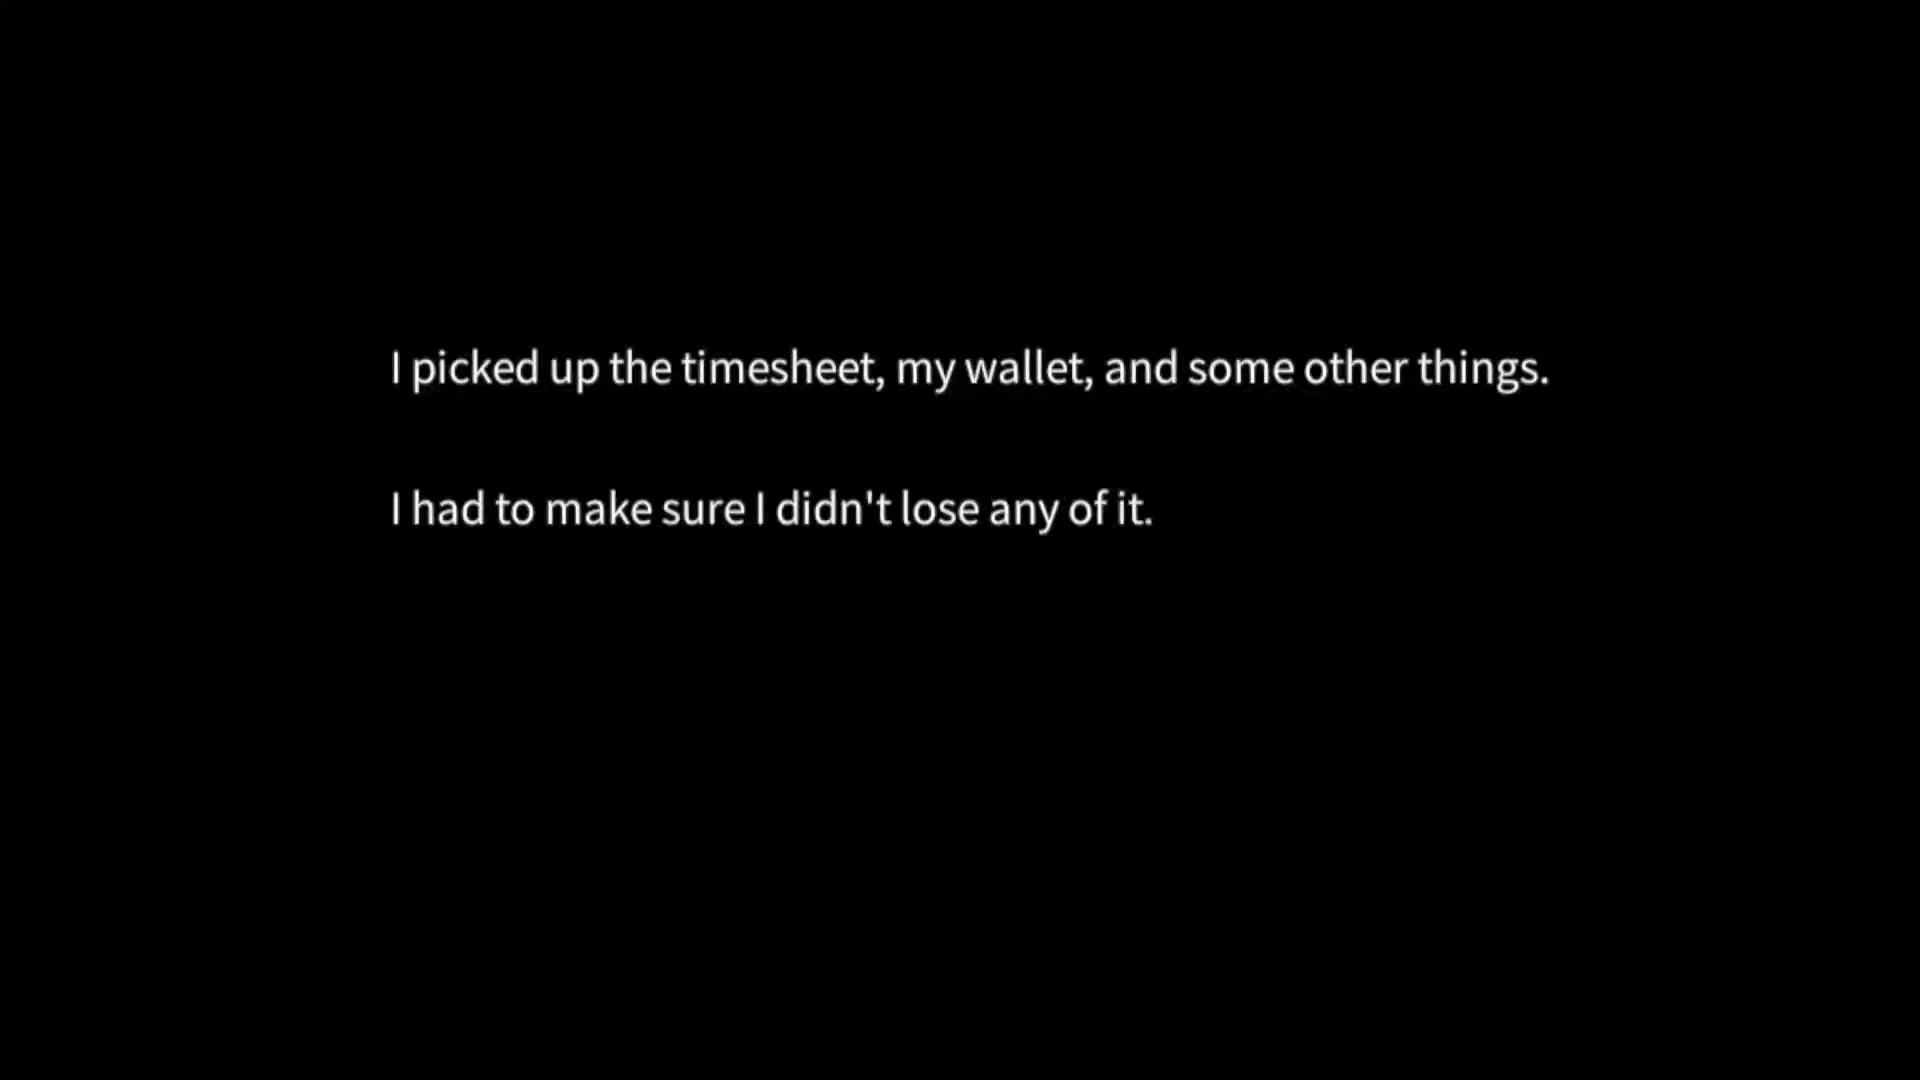 I picked up the timesheet, my wallet, and some other things.
I had to make sure I didn't lose any of it.